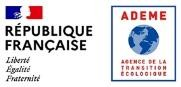 RÉPUBLIQUE
FRANÇAISE
Liberté
Égalité
Fraternité
ADEME
AGENCE DE LA
TRANSITION
ÉCOLOGIQUE